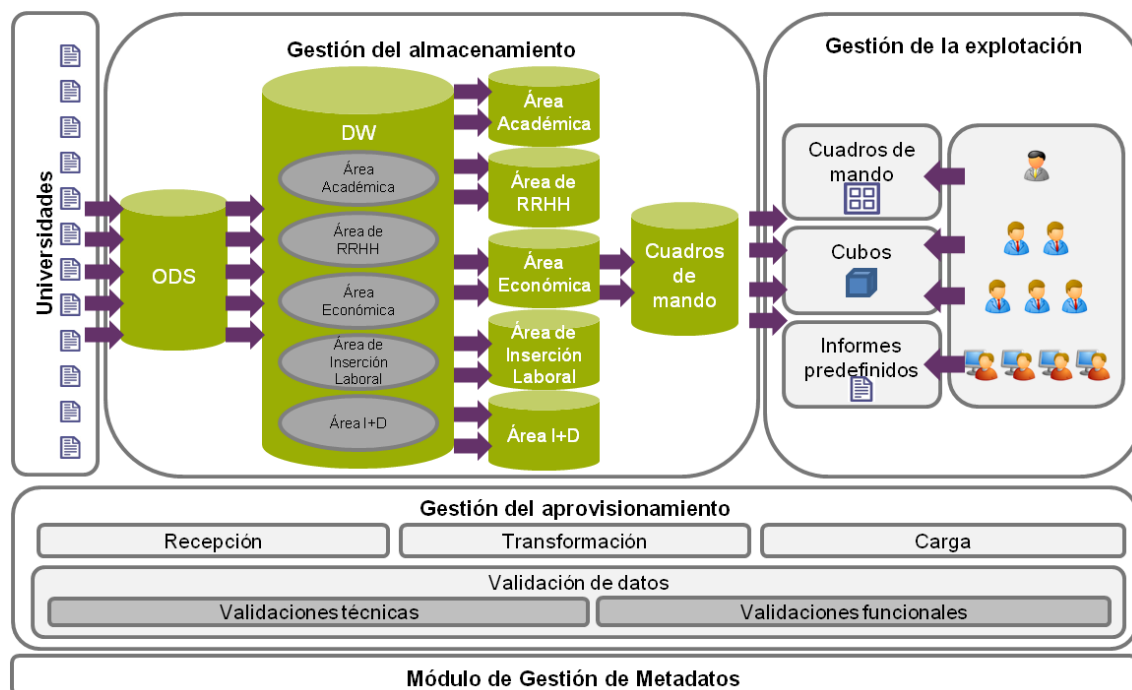 Universidades
Gestión del almacenamiento
ODS
DW
Área
Académica
Área de
RRHH
Área
Económica
Área de
Inserción
Laboral
Área I+D
Área
Académica
Área de
RRHH
Área
Económica
Área de
Inserción
Laboral
Área I+D
Cuadros
de
mando
Gestión de la explotación
Cuadros de
mando
Cubos
Informes
predefinidos
Gestión del aprovisionamiento
Recepción
Transformación
Carga
Validación de datos
Validaciones técnicas
Validaciones funcionales
Módulo de Gestión de Metadatos